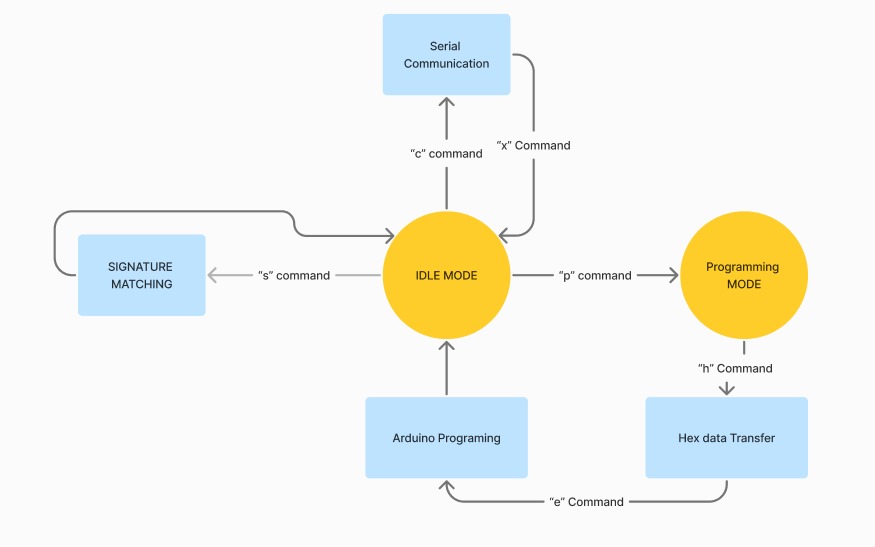 Serial
Communication
“c” command
“x” Command
SIGNATURE
MATCHING
“s” command
IDLE MODE
“p” command
Programming
MODE
“h” Command
Arduino Programing
Hex data Transfer
“e” Command